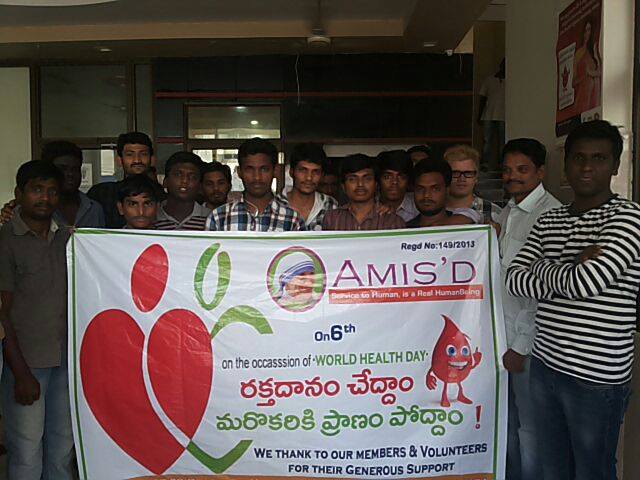 Regd No:149/2013
AMIS'D
Service to Human, is a Real HumanBeing
On 6th
on the occasssion of 'WORLD HEALTH DAY'
రక్తదానం చేద్దాం
మరొకరికి ప్రాణం పోద్దాం !
WE THANK TO OUR MEMBERS & VOLUNTEERS
FOR THEIR GENEROUS SUPPORT